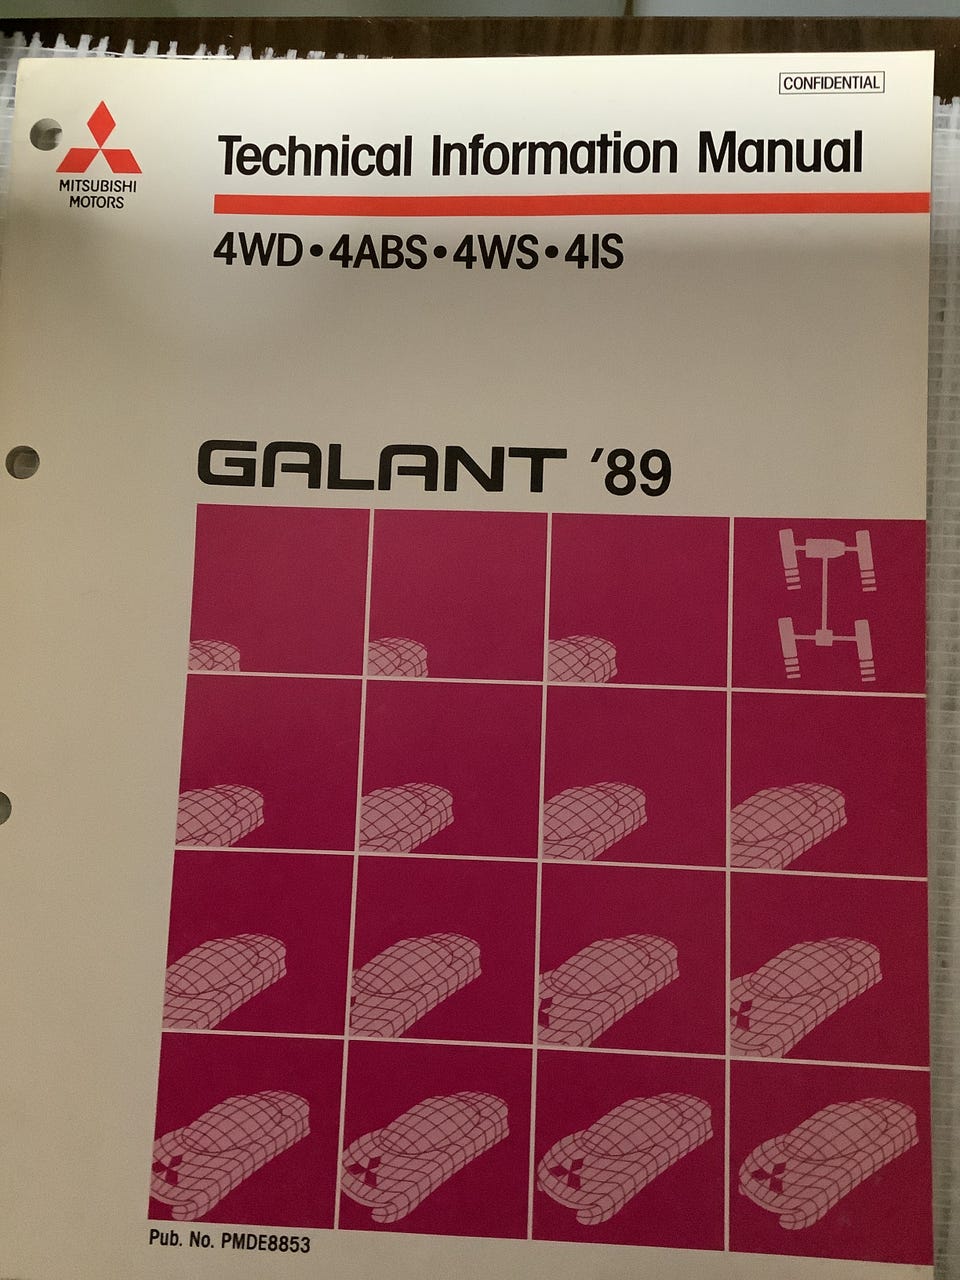 CONFIDENTIAL
MITSUBISHI
MOTORS
Technical Information Manual
4WD•4ABS•4WS•4IS
GALANT '89
Pub. No. PMDE8853